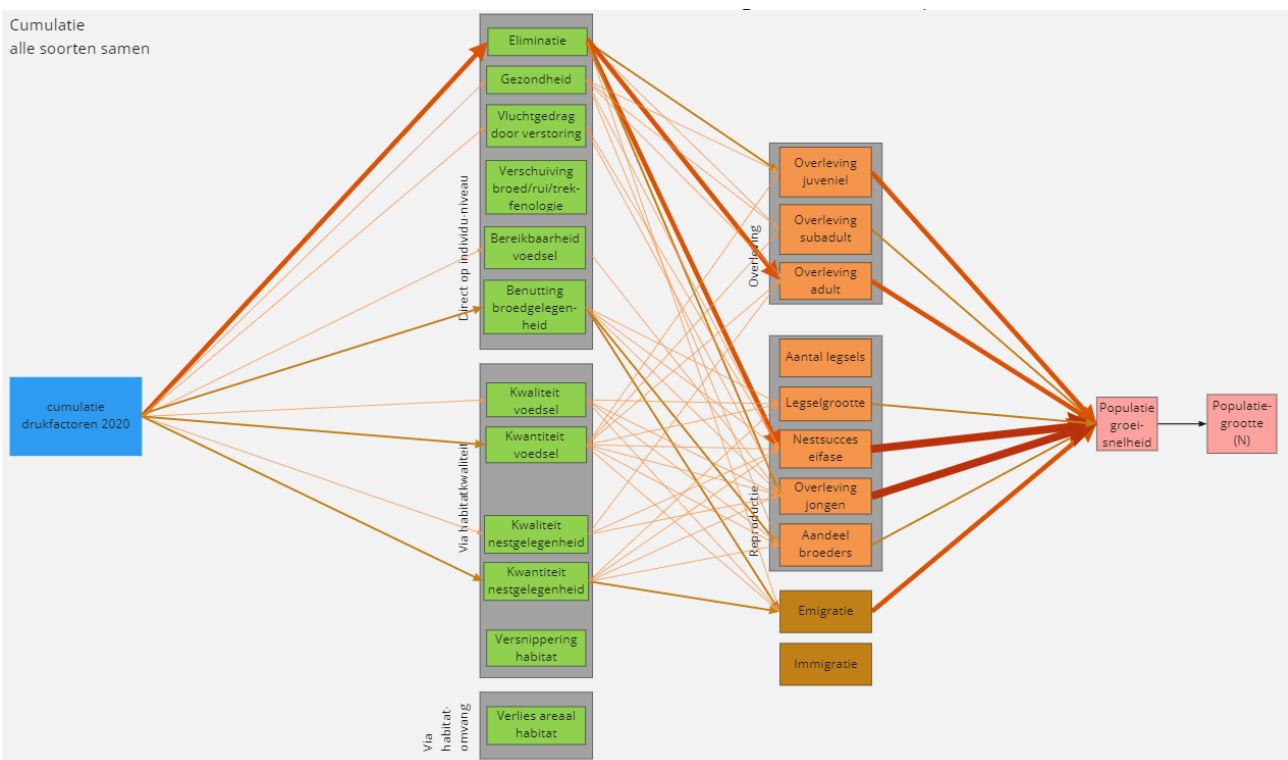 Cumulatie
alle soorten samen
Eliminatie
Gezondheid
Vluchtgedrag
door verstoring
Verschuiving
broed/rui/trek-
fenologie
Bereikbaarheid
voedsel
Benutting
broedgelegen-
heid
Direct op individu-niveau
cumulatie
drukfactoren 2020
Kwaliteit
voedsel
Kwantiteit
voedsel
Kwaliteit
nestgelegenheid
Kwantiteit
nestgelegenheid
Versnippering
habitat
Via habitatkwaliteit
Verlies areaal
habitat
Via
habitat-
omvang
Overleving
juveniel
Overleving
subadult
Overleving
adult
Overleving
Aantal legsels
Legselgrootte
Nestsucces
eifase
Overleving
jongen
Aandeel
broeders
Reproductie
Emigratie
Immigratie
Populatie
groei-
snelheid
Populatie-
grootte
(N)